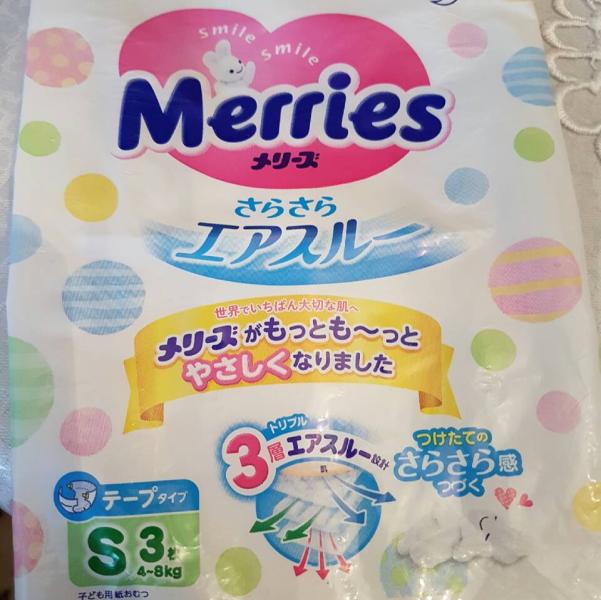 smile smile
Merries
メリーズ
さらさら
エアスルー
世界でいちばん大切な肌へ
メリーズがもっとも〜っと
やさしくなりました
トリプル
3層エアスルー設計
肌
つけたての
さらさら感
つづく
テープタイプ
S 3枚
4~8kg
子ども用紙おむつ